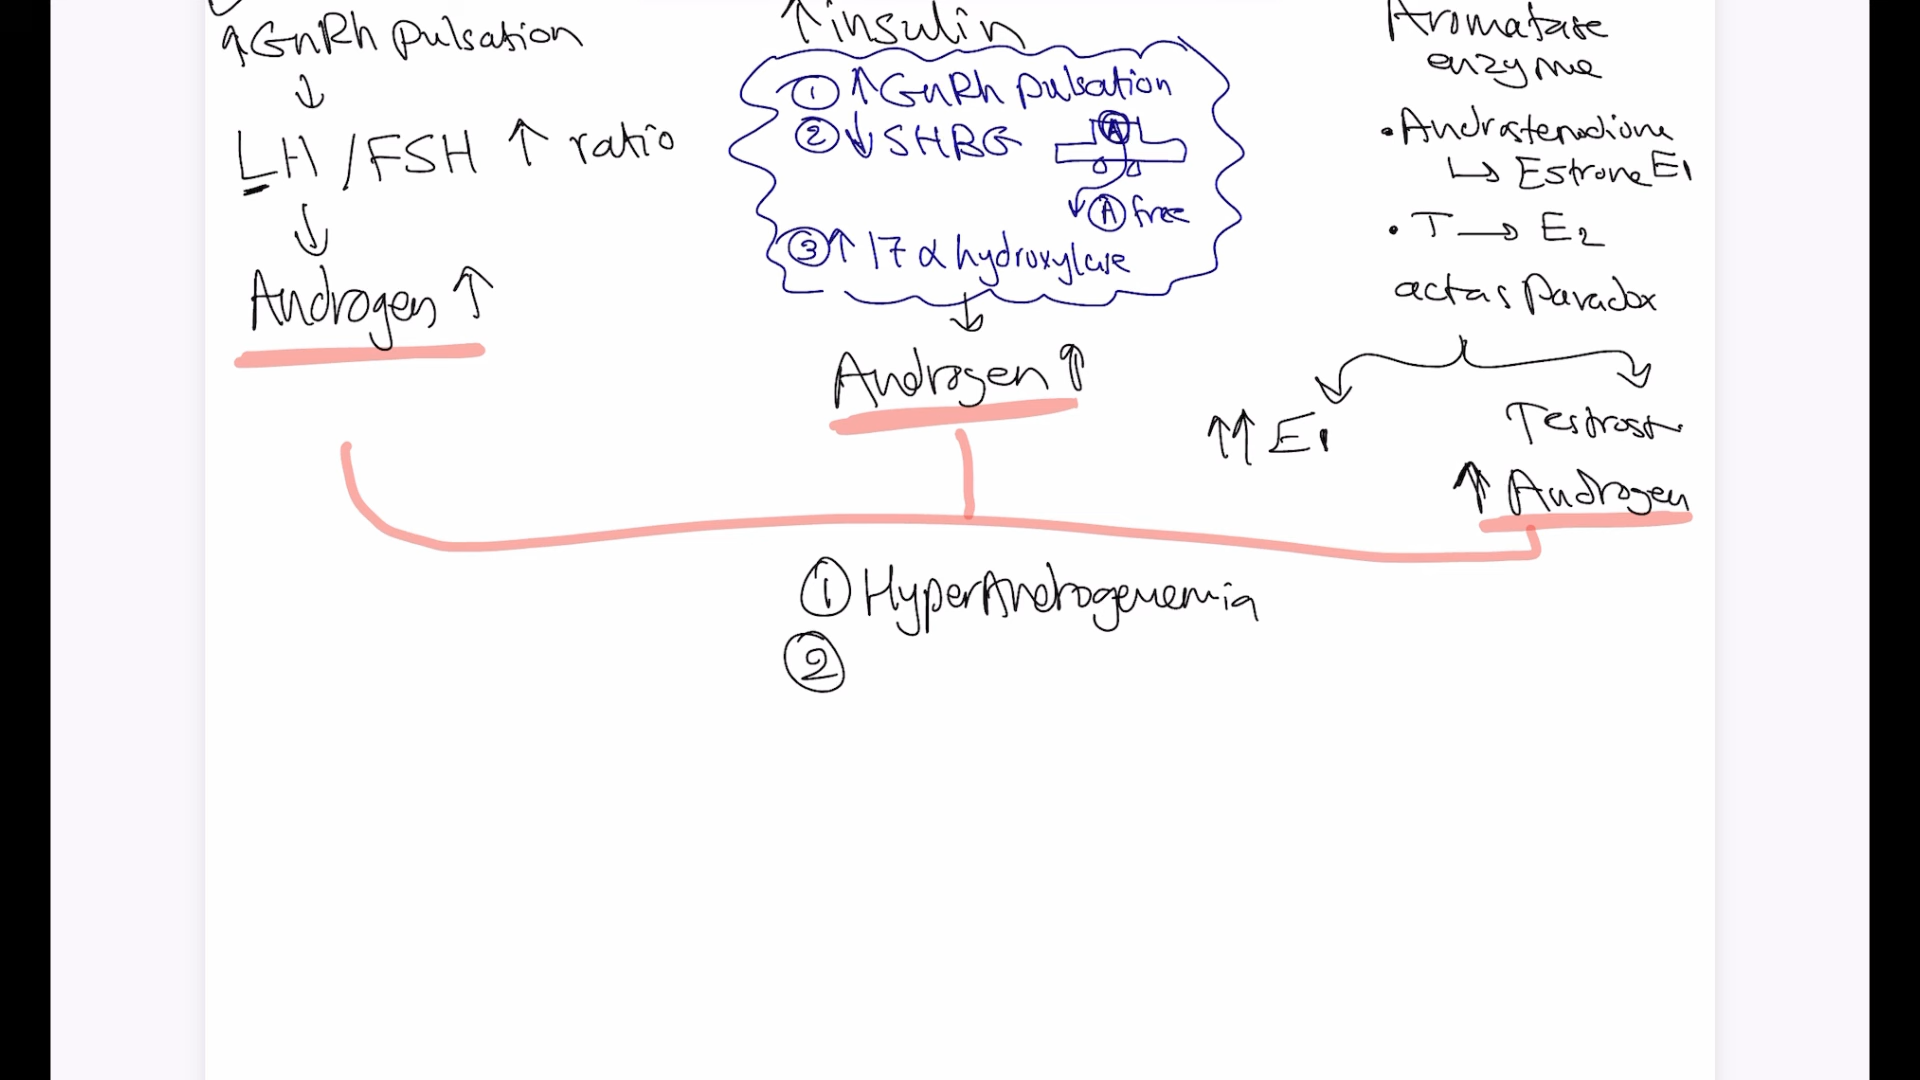 ↑GnRh pulsation
↓
LH/FSH ↑ ratio
↓
Androgen ↑
↑insulin
① ↑GnRh pulsation
② ↓ SHBG
A
A free
③ ↑ 17 α hydroxylase
↓
Androgen ↑
Aromatase
enzyme
• Androstenedione
↳ Estrone E1
• T → E2
act as Paradox
↑↑ E1
Testrost
↑ Androgen
① HyperAndrogenemia
②